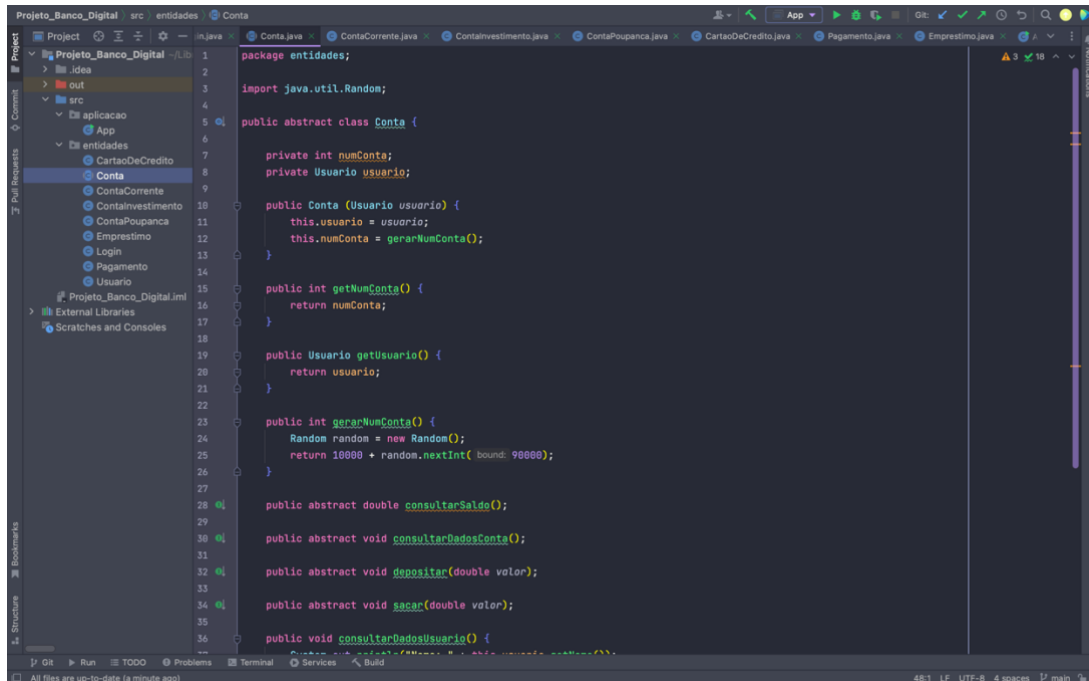 Projeto_Banco_Digital src entidades Conta
App
Git:
Project
in.java
Conta.java
ContaCorrente.java
ContaInvestimento.java
ContaPoupanca.java
CartaoDeCredito.java
Pagamento.java
Emprestimo.java
Project
Commit
Pull Requests
Bookmarks
Structure
Projeto_Banco_Digital ~/Lib
.idea
out
src
aplicacao
App
entidades
CartaoDeCredito
Conta
ContaCorrente
ContaInvestimento
ContaPoupanca
Emprestimo
Login
Pagamento
Usuario
Projeto_Banco_Digital.iml
External Libraries
Scratches and Consoles
3 18
1 package entidades;
2
3 import java.util.Random;
4
5 public abstract class Conta {
6
7 private int numConta;
8 private Usuario usuario;
9
10 public Conta (Usuario usuario) {
11 this.usuario = usuario;
12 this.numConta = gerarNumConta();
13 }
14
15 public int getNumConta() {
16 return numConta;
17 }
18
19 public Usuario getUsuario() {
20 return usuario;
21 }
22
23 public int gerarNumConta() {
24 Random random = new Random();
25 return 10000 + random.nextInt( bound: 90000);
26 }
27
28 public abstract double consultarSaldo();
29
30 public abstract void consultarDadosConta();
31
32 public abstract void depositar(double valor);
33
34 public abstract void sacar(double valor);
35
36 public void consultarDadosUsuario() {
Git Run TODO Problems Terminal Services Build
All files are up-to-date (a minute ago)
48:1 LF UTF-8 4 spaces main